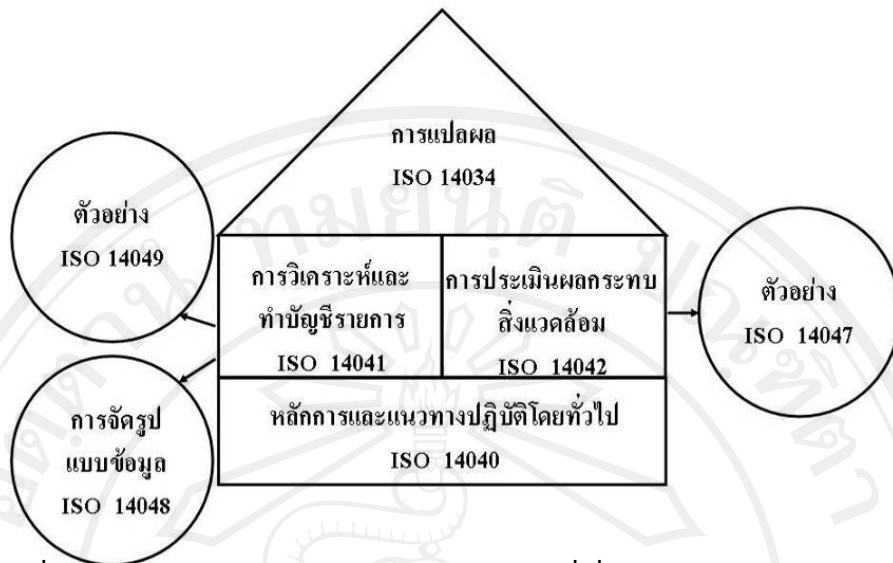 การแปลผล
ISO 14034
ตัวอย่าง
ISO 14049
การวิเคราะห์และ
ทำบัญชีรายการ
ISO 14041
การประเมินผลกระทบ
สิ่งแวดล้อม
ISO 14042
ตัวอย่าง
ISO 14047
หลักการและแนวทางปฏิบัติโดยทั่วไป
ISO 14040
การจัดรูป
แบบข้อมูล
ISO 14048